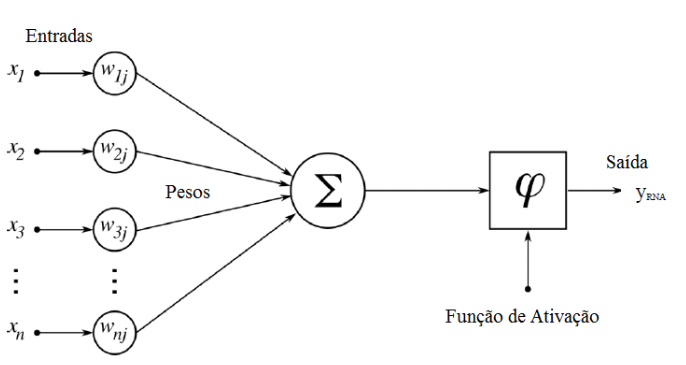 Entradas
x1 w1j
x2 w2j
Pesos
Σ φ
Saída
yRNA
x3 w3j
⋮ ⋮
Função de Ativação
xn wnj